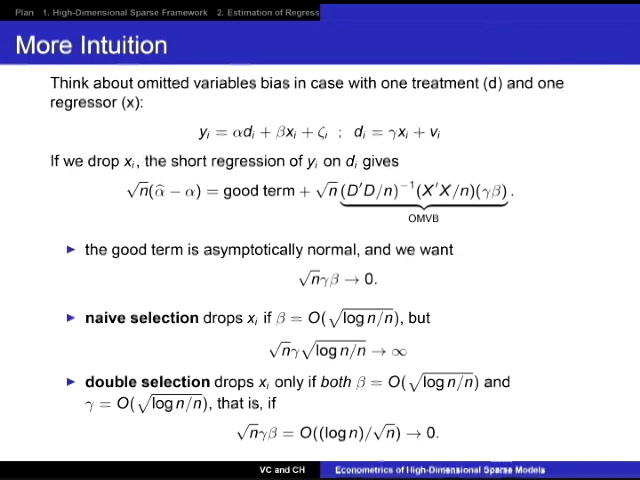 Plan 1. High-Dimensional Sparse Framework 2. Estimation of Regress
More Intuition
Think about omitted variables bias in case with one treatment (d) and one
regressor (x):
yᵢ = αdᵢ + βxᵢ + ζᵢ ; dᵢ = γxᵢ + vᵢ
If we drop xᵢ, the short regression of yᵢ on dᵢ gives
√n(α̂ − α) = good term + √n (D′D/n)⁻¹(X′X/n)(γβ) .
OMVB
▶ the good term is asymptotically normal, and we want
√nγβ → 0.
▶ naive selection drops xᵢ if β = O(√(log n/n)), but
√nγ√(log n/n) → ∞
▶ double selection drops xᵢ only if both β = O(√(log n/n)) and
γ = O(√(log n/n)), that is, if
√nγβ = O((log n)/√n) → 0.
VC and CH Econometrics of High-Dimensional Sparse Models